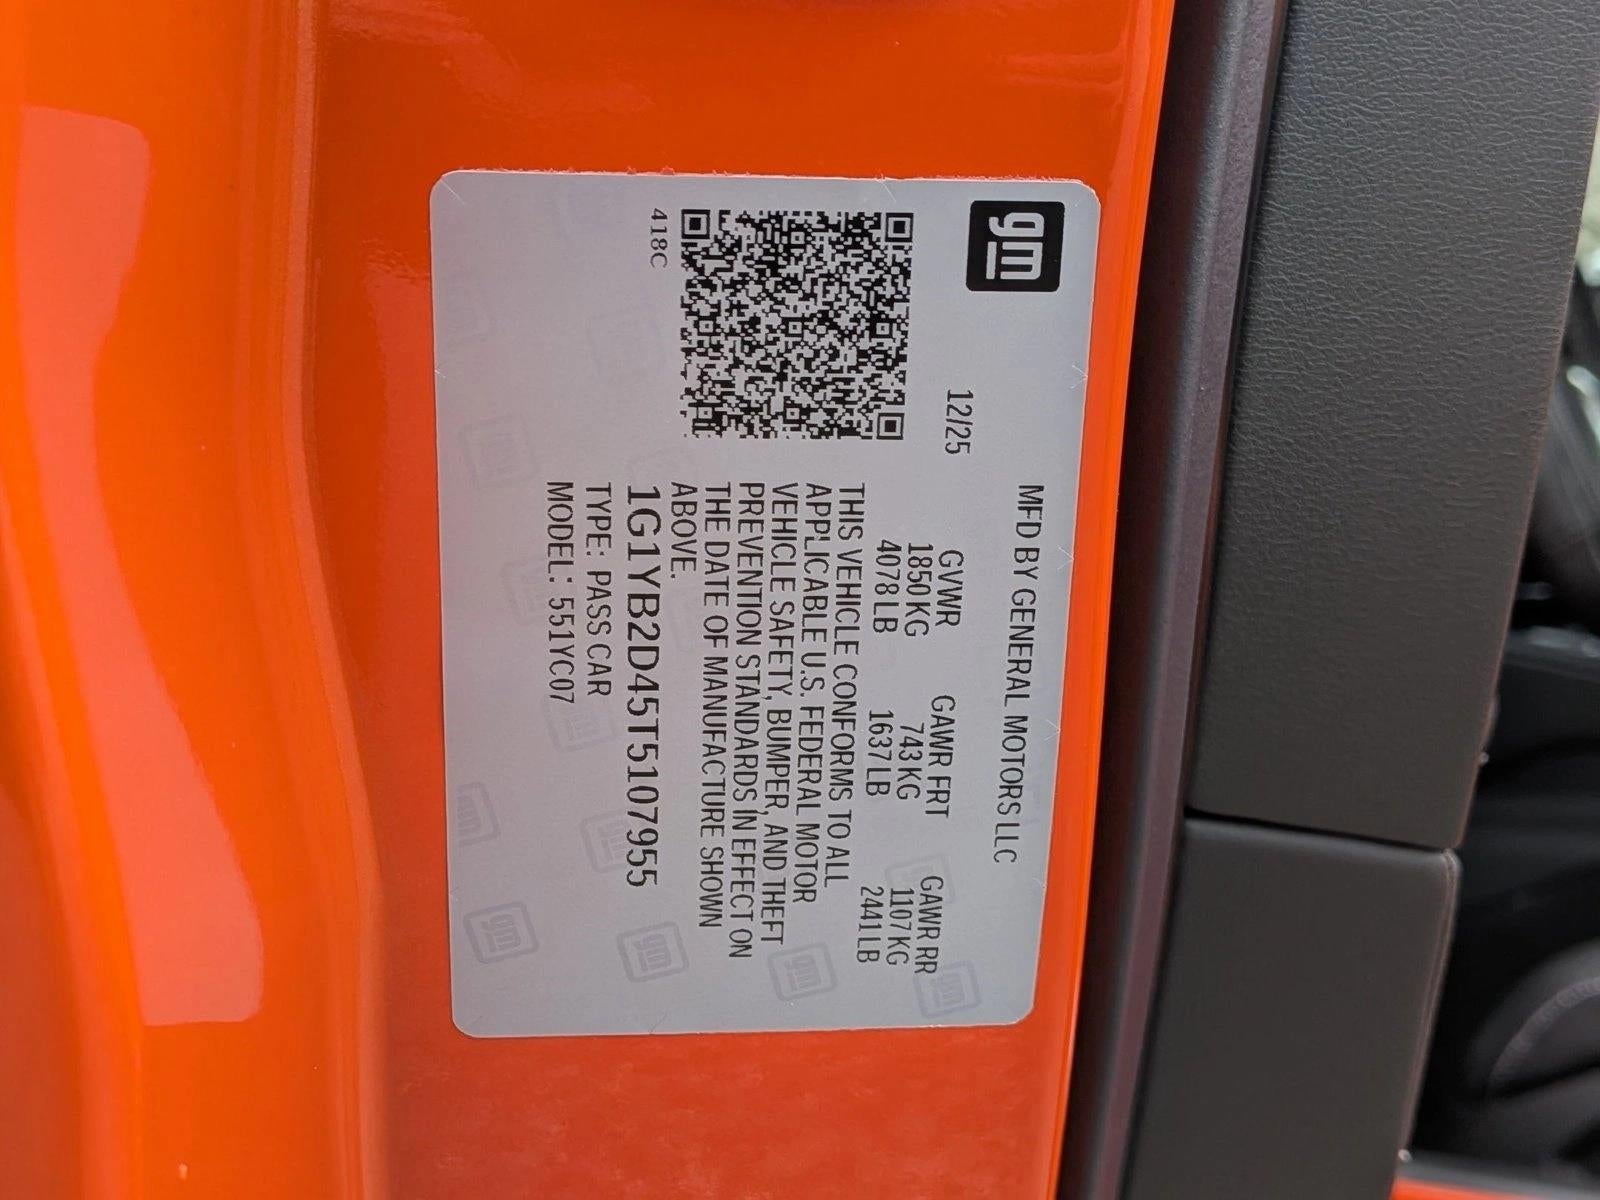 gm
MFD BY GENERAL MOTORS LLC
12/25
GVWR GAWR FRT GAWR RR
1850 KG 743 KG 1107 KG
4078 LB 1637 LB 2441 LB
THIS VEHICLE CONFORMS TO ALL
APPLICABLE U.S. FEDERAL MOTOR
VEHICLE SAFETY, BUMPER, AND THEFT
PREVENTION STANDARDS IN EFFECT ON
THE DATE OF MANUFACTURE SHOWN
ABOVE.
1G1YB2D45T5107955
TYPE: PASS CAR
MODEL: 551YC07
418C